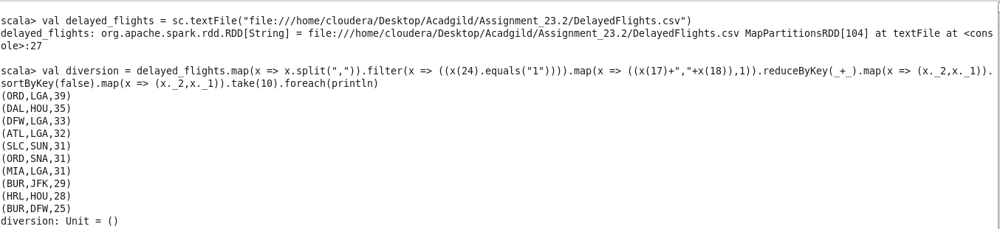 scala> val delayed_flights = sc.textFile("file:///home/cloudera/Desktop/Acadgild/Assignment_23.2/DelayedFlights.csv")
delayed_flights: org.apache.spark.rdd.RDD[String] = file:///home/cloudera/Desktop/Acadgild/Assignment_23.2/DelayedFlights.csv MapPartitionsRDD[104] at textFile at <cons
ole>:27
scala> val diversion = delayed_flights.map(x => x.split(",")).filter(x => ((x(24).equals("1")))).map(x => ((x(17)+","+x(18)),1)).reduceByKey(_+_).map(x => (x._2,x._1)).
sortByKey(false).map(x => (x._2,x._1)).take(10).foreach(println)
(ORD,LGA,39)
(DAL,HOU,35)
(DFW,LGA,33)
(ATL,LGA,32)
(SLC,SUN,31)
(ORD,SNA,31)
(MIA,LGA,31)
(BUR,JFK,29)
(HRL,HOU,28)
(BUR,DFW,25)
diversion: Unit = ()